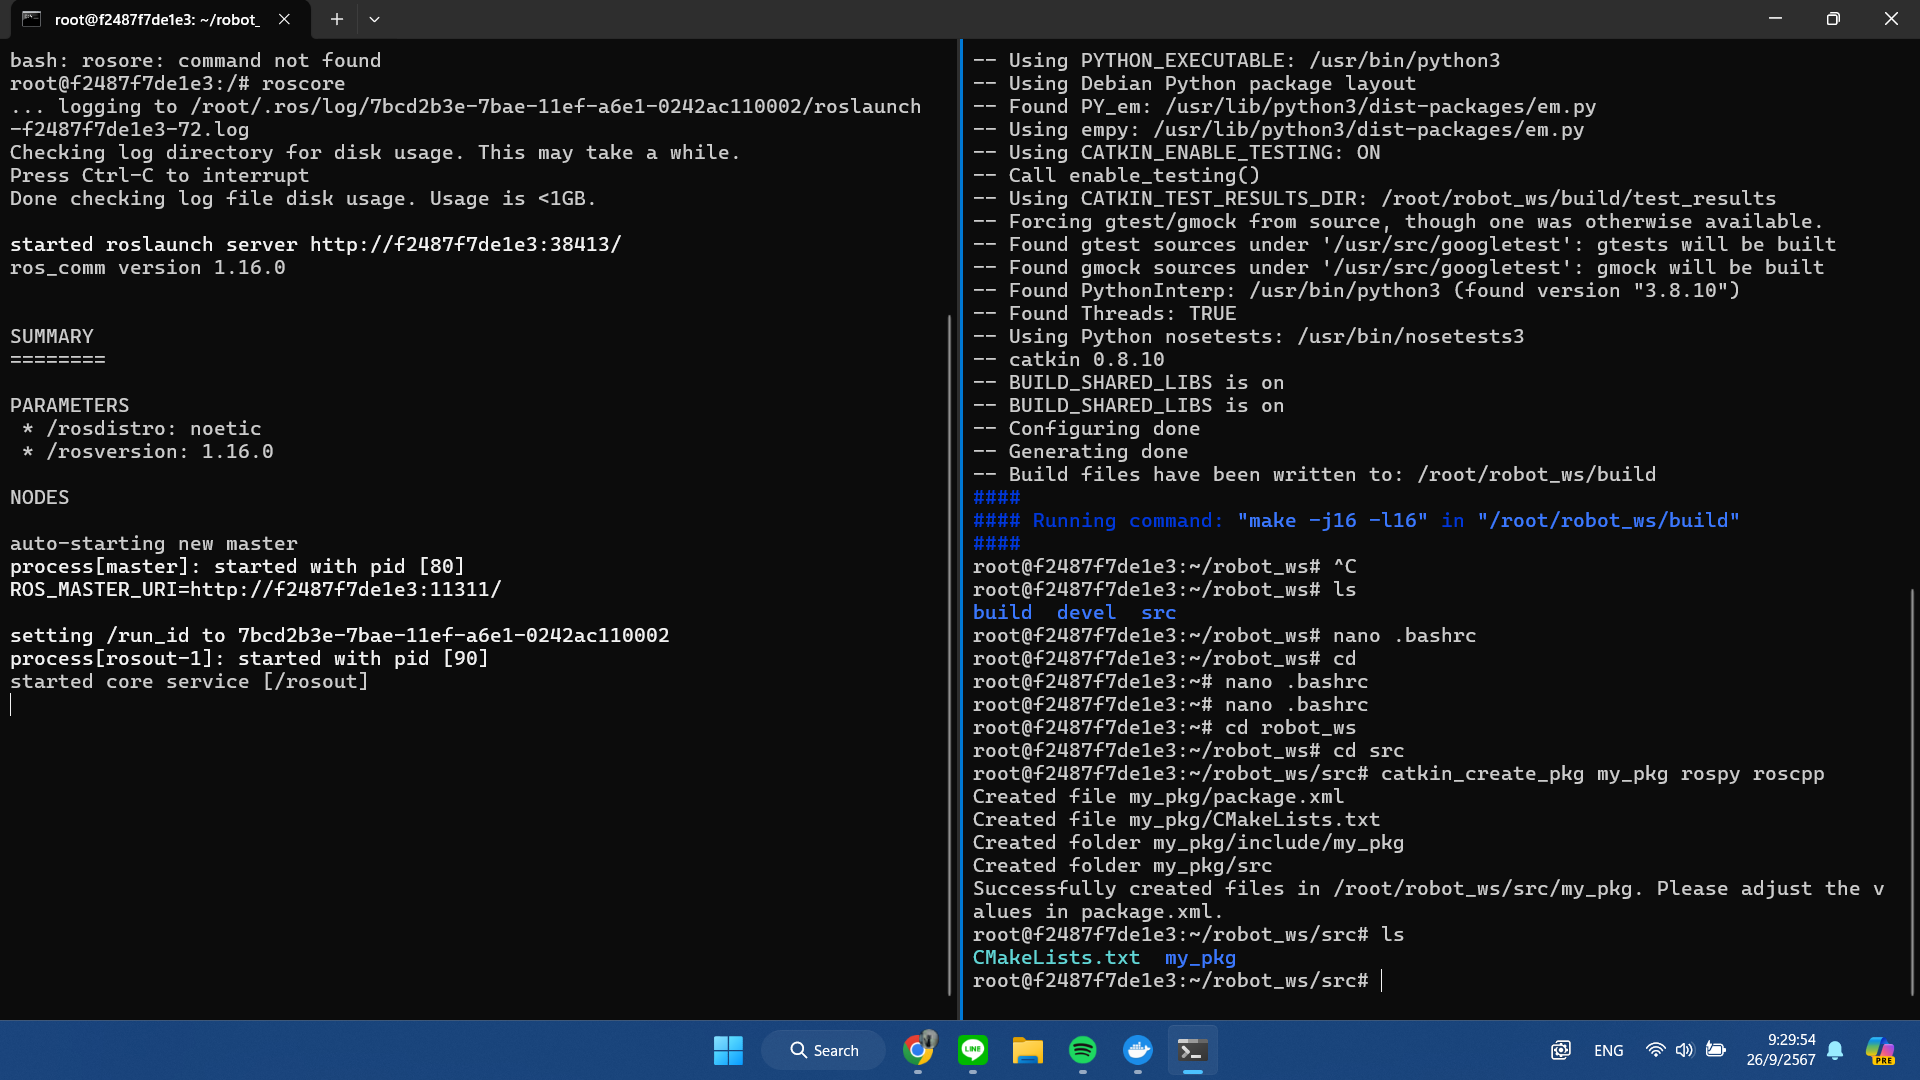 root@f2487f7de1e3: ~/robot_
bash: rosore: command not found
root@f2487f7de1e3:/# roscore
... logging to /root/.ros/log/7bcd2b3e-7bae-11ef-a6e1-0242ac110002/roslaunch
-f2487f7de1e3-72.log
Checking log directory for disk usage. This may take a while.
Press Ctrl-C to interrupt
Done checking log file disk usage. Usage is <1GB.
started roslaunch server http://f2487f7de1e3:38413/
ros_comm version 1.16.0
SUMMARY
========
PARAMETERS
 * /rosdistro: noetic
 * /rosversion: 1.16.0
NODES
auto-starting new master
process[master]: started with pid [80]
ROS_MASTER_URI=http://f2487f7de1e3:11311/
setting /run_id to 7bcd2b3e-7bae-11ef-a6e1-0242ac110002
process[rosout-1]: started with pid [90]
started core service [/rosout]
-- Using PYTHON_EXECUTABLE: /usr/bin/python3
-- Using Debian Python package layout
-- Found PY_em: /usr/lib/python3/dist-packages/em.py
-- Using empy: /usr/lib/python3/dist-packages/em.py
-- Using CATKIN_ENABLE_TESTING: ON
-- Call enable_testing()
-- Using CATKIN_TEST_RESULTS_DIR: /root/robot_ws/build/test_results
-- Forcing gtest/gmock from source, though one was otherwise available.
-- Found gtest sources under '/usr/src/googletest': gtests will be built
-- Found gmock sources under '/usr/src/googletest': gmock will be built
-- Found PythonInterp: /usr/bin/python3 (found version "3.8.10")
-- Found Threads: TRUE
-- Using Python nosetests: /usr/bin/nosetests3
-- catkin 0.8.10
-- BUILD_SHARED_LIBS is on
-- BUILD_SHARED_LIBS is on
-- Configuring done
-- Generating done
-- Build files have been written to: /root/robot_ws/build
####
#### Running command: "make -j16 -l16" in "/root/robot_ws/build"
####
root@f2487f7de1e3:~/robot_ws# ^C
root@f2487f7de1e3:~/robot_ws# ls
build  devel  src
root@f2487f7de1e3:~/robot_ws# nano .bashrc
root@f2487f7de1e3:~/robot_ws# cd
root@f2487f7de1e3:~# nano .bashrc
root@f2487f7de1e3:~# nano .bashrc
root@f2487f7de1e3:~# cd robot_ws
root@f2487f7de1e3:~/robot_ws# cd src
root@f2487f7de1e3:~/robot_ws/src# catkin_create_pkg my_pkg rospy roscpp
Created file my_pkg/package.xml
Created file my_pkg/CMakeLists.txt
Created folder my_pkg/include/my_pkg
Created folder my_pkg/src
Successfully created files in /root/robot_ws/src/my_pkg. Please adjust the v
alues in package.xml.
root@f2487f7de1e3:~/robot_ws/src# ls
CMakeLists.txt  my_pkg
root@f2487f7de1e3:~/robot_ws/src#
Search
LINE
ENG
9:29:54
26/9/2567
PRE